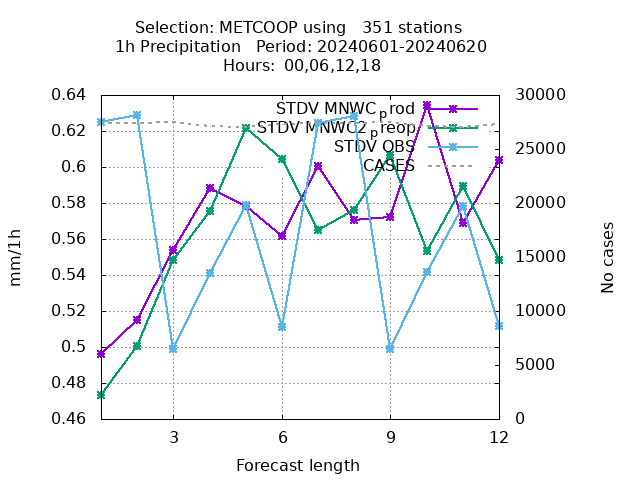 Selection: METCOOP using   351 stations
1h Precipitation   Period: 20240601-20240620
Hours:  00,06,12,18
STDV MNWCprod
STDV MNWC2preop
STDV OBS
CASES
mm/1h
0.64
0.62
0.6
0.58
0.56
0.54
0.52
0.5
0.48
0.46
30000
25000
20000
15000
10000
5000
0
No cases
3 6 9 12
Forecast length